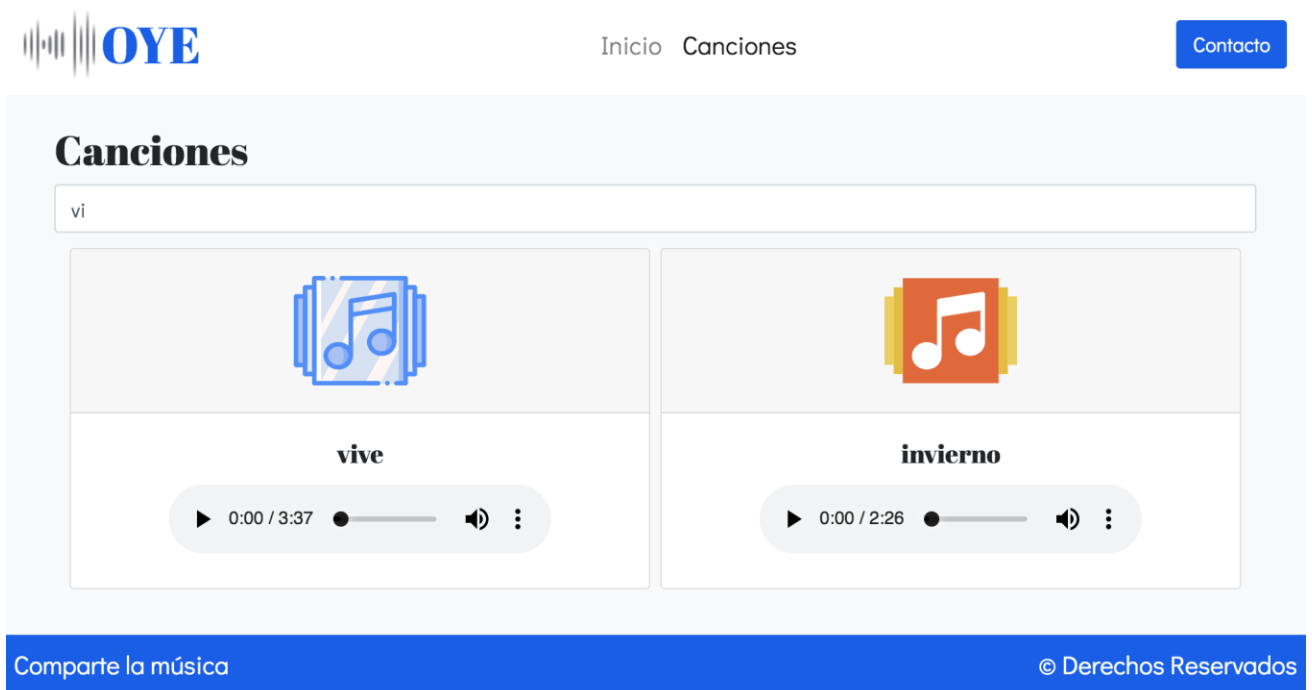 OYE
Inicio Canciones
Contacto
Canciones
vi
vive
0:00 / 3:37
invierno
0:00 / 2:26
Comparte la música
© Derechos Reservados